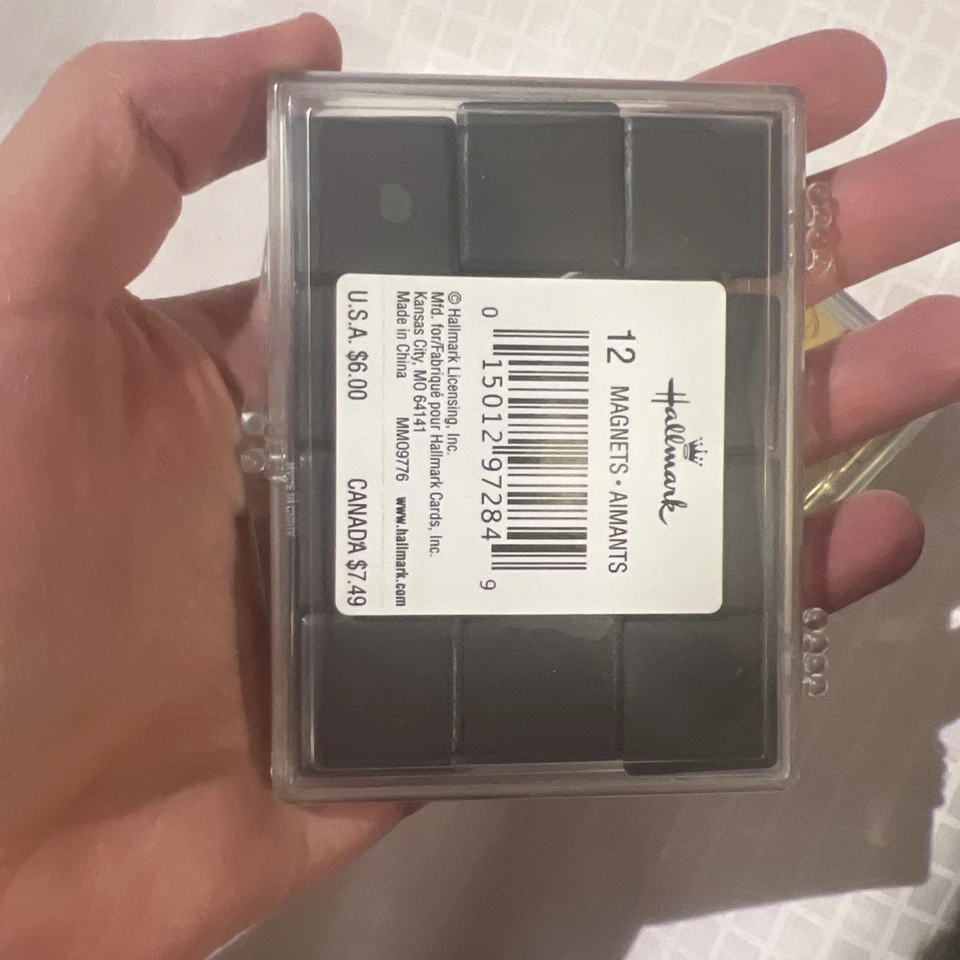 Hallmark
12 MAGNETS • AIMANTS
0 15012 97284 9
© Hallmark Licensing, Inc.
Mfd. for/Fabriqué pour Hallmark Cards, Inc.
Kansas City, MO 64141
Made in China MM09776 www.hallmark.com
U.S.A. $6.00 CANADA $7.49